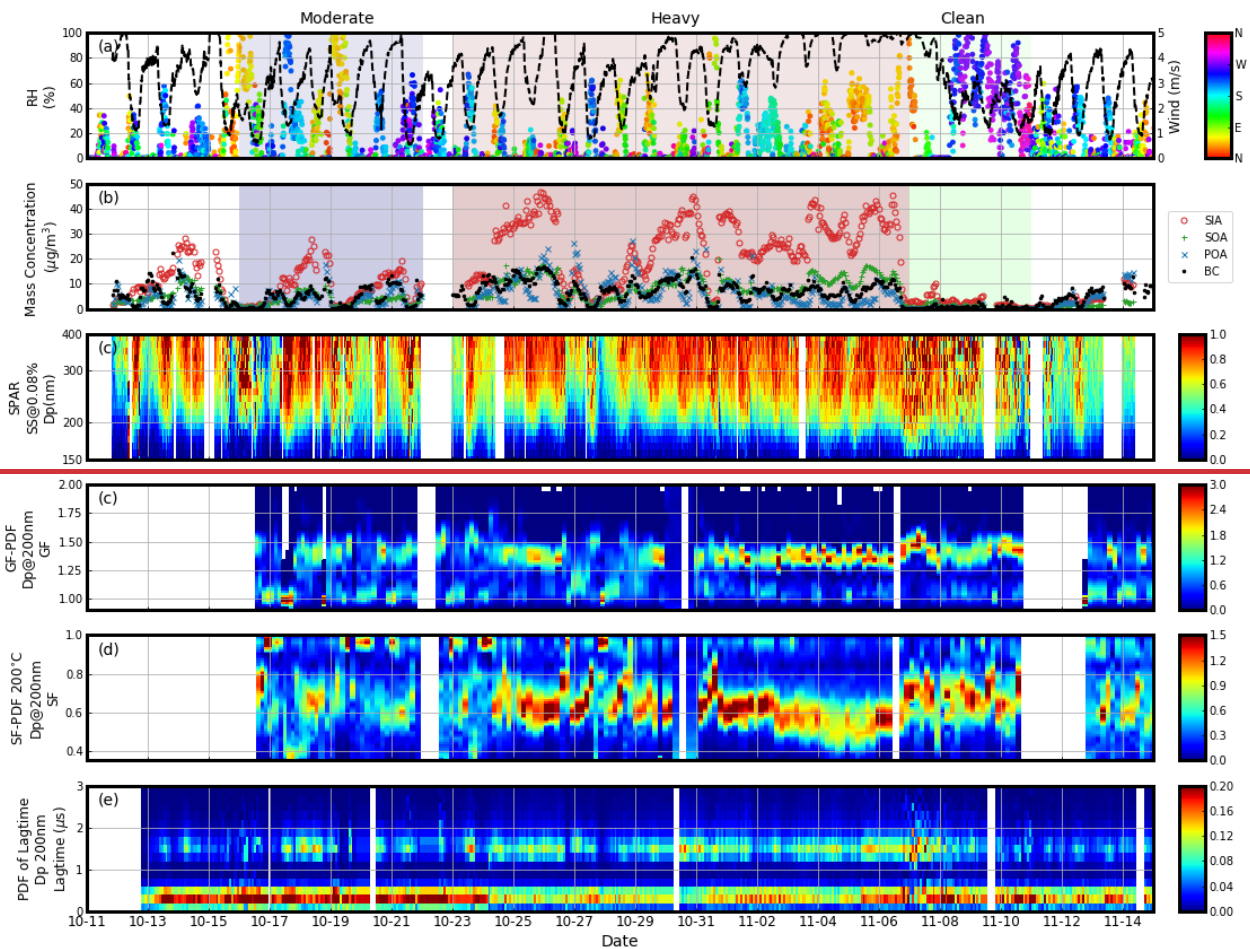 Moderate Heavy Clean
(a)
100
80
60
40
20
0
RH
(%)
5
4
3
2
1
0
Wind (m/s)
N
W
S
E
N
(b)
50
40
30
20
10
0
Mass Concentration
(μg/m³)
SIA
SOA
POA
BC
(c)
400
300
200
150
SPAR
SS@0.08%
Dp(nm)
1.0
0.8
0.6
0.4
0.2
0.0
(c)
2.00
1.75
1.50
1.25
1.00
GF-PDF
Dp@200nm
GF
3.0
2.4
1.8
1.2
0.6
0.0
(d)
1.0
0.8
0.6
0.4
SF-PDF 200°C
Dp@200nm
SF
1.5
1.2
0.9
0.6
0.3
0.0
(e)
3
2
1
0
PDF of Lagtime
Dp 200nm
Lagtime (μs)
0.20
0.16
0.12
0.08
0.04
0.00
10-11 10-13 10-15 10-17 10-19 10-21 10-23 10-25 10-27 10-29 10-31 11-02 11-04 11-06 11-08 11-10 11-12 11-14
Date